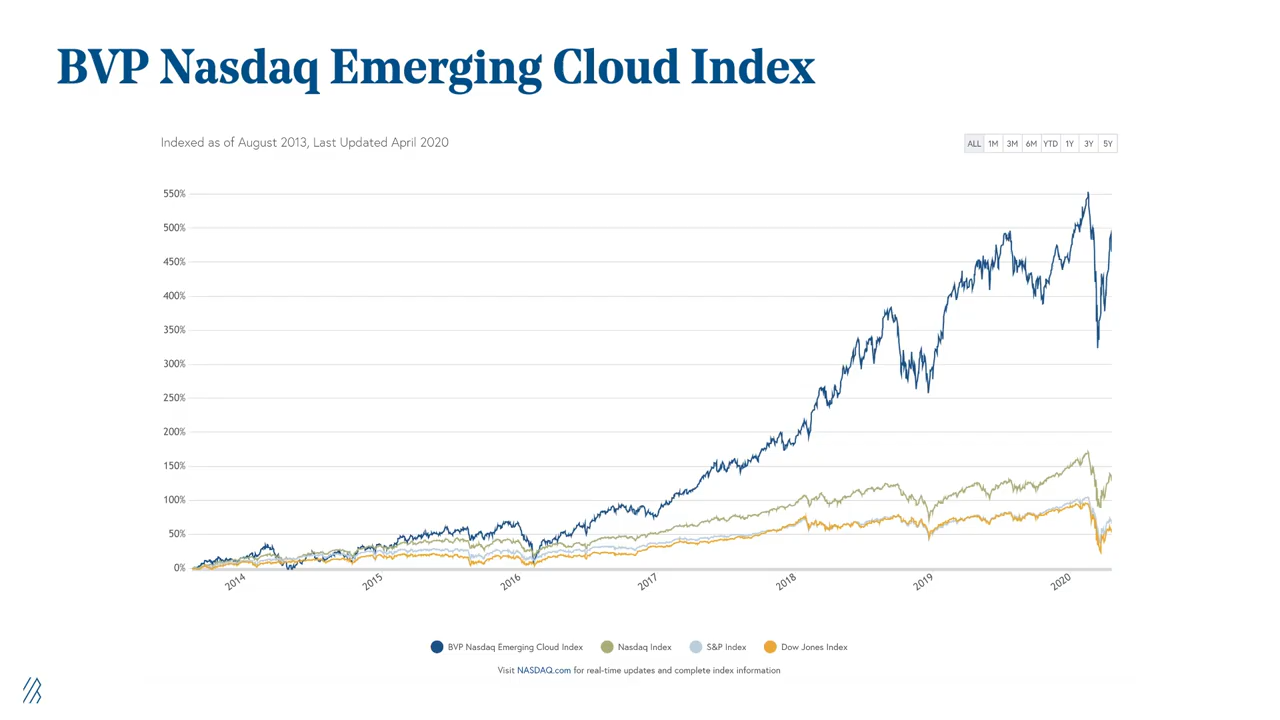 BVP Nasdaq Emerging Cloud Index
Indexed as of August 2013, Last Updated April 2020
ALL 1M 3M 6M YTD 1Y 3Y 5Y
550%
500%
450%
400%
350%
300%
250%
200%
150%
100%
50%
0%
2014 2015 2016 2017 2018 2019 2020
BVP Nasdaq Emerging Cloud Index Nasdaq Index S&P Index Dow Jones Index
Visit NASDAQ.com for real-time updates and complete index information